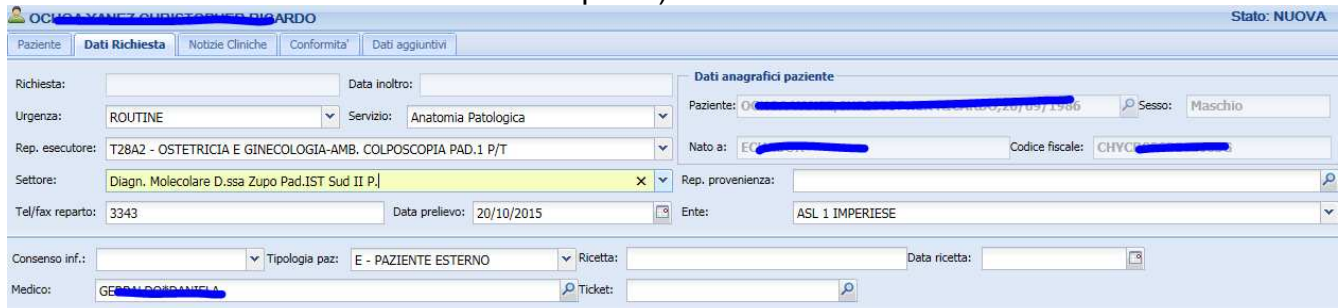 Stato: NUOVA
Paziente Dati Richiesta Notizie Cliniche Conformita' Dati aggiuntivi
Richiesta: Data inoltro: Dati anagrafici paziente
Urgenza: ROUTINE Servizio: Anatomia Patologica Paziente: Sesso: Maschio
Rep. esecutore: T28A2 - OSTETRICIA E GINECOLOGIA-AMB. COLPOSCOPIA PAD.1 P/T Nato a: Codice fiscale:
Settore: Diagn. Molecolare D.ssa Zupo Pad.IST Sud II P. Rep. provenienza:
Tel/fax reparto: 3343 Data prelievo: 20/10/2015 Ente: ASL 1 IMPERIESE
Consenso inf.: Tipologia paz: E - PAZIENTE ESTERNO Ricetta: Data ricetta:
Medico: Ticket: